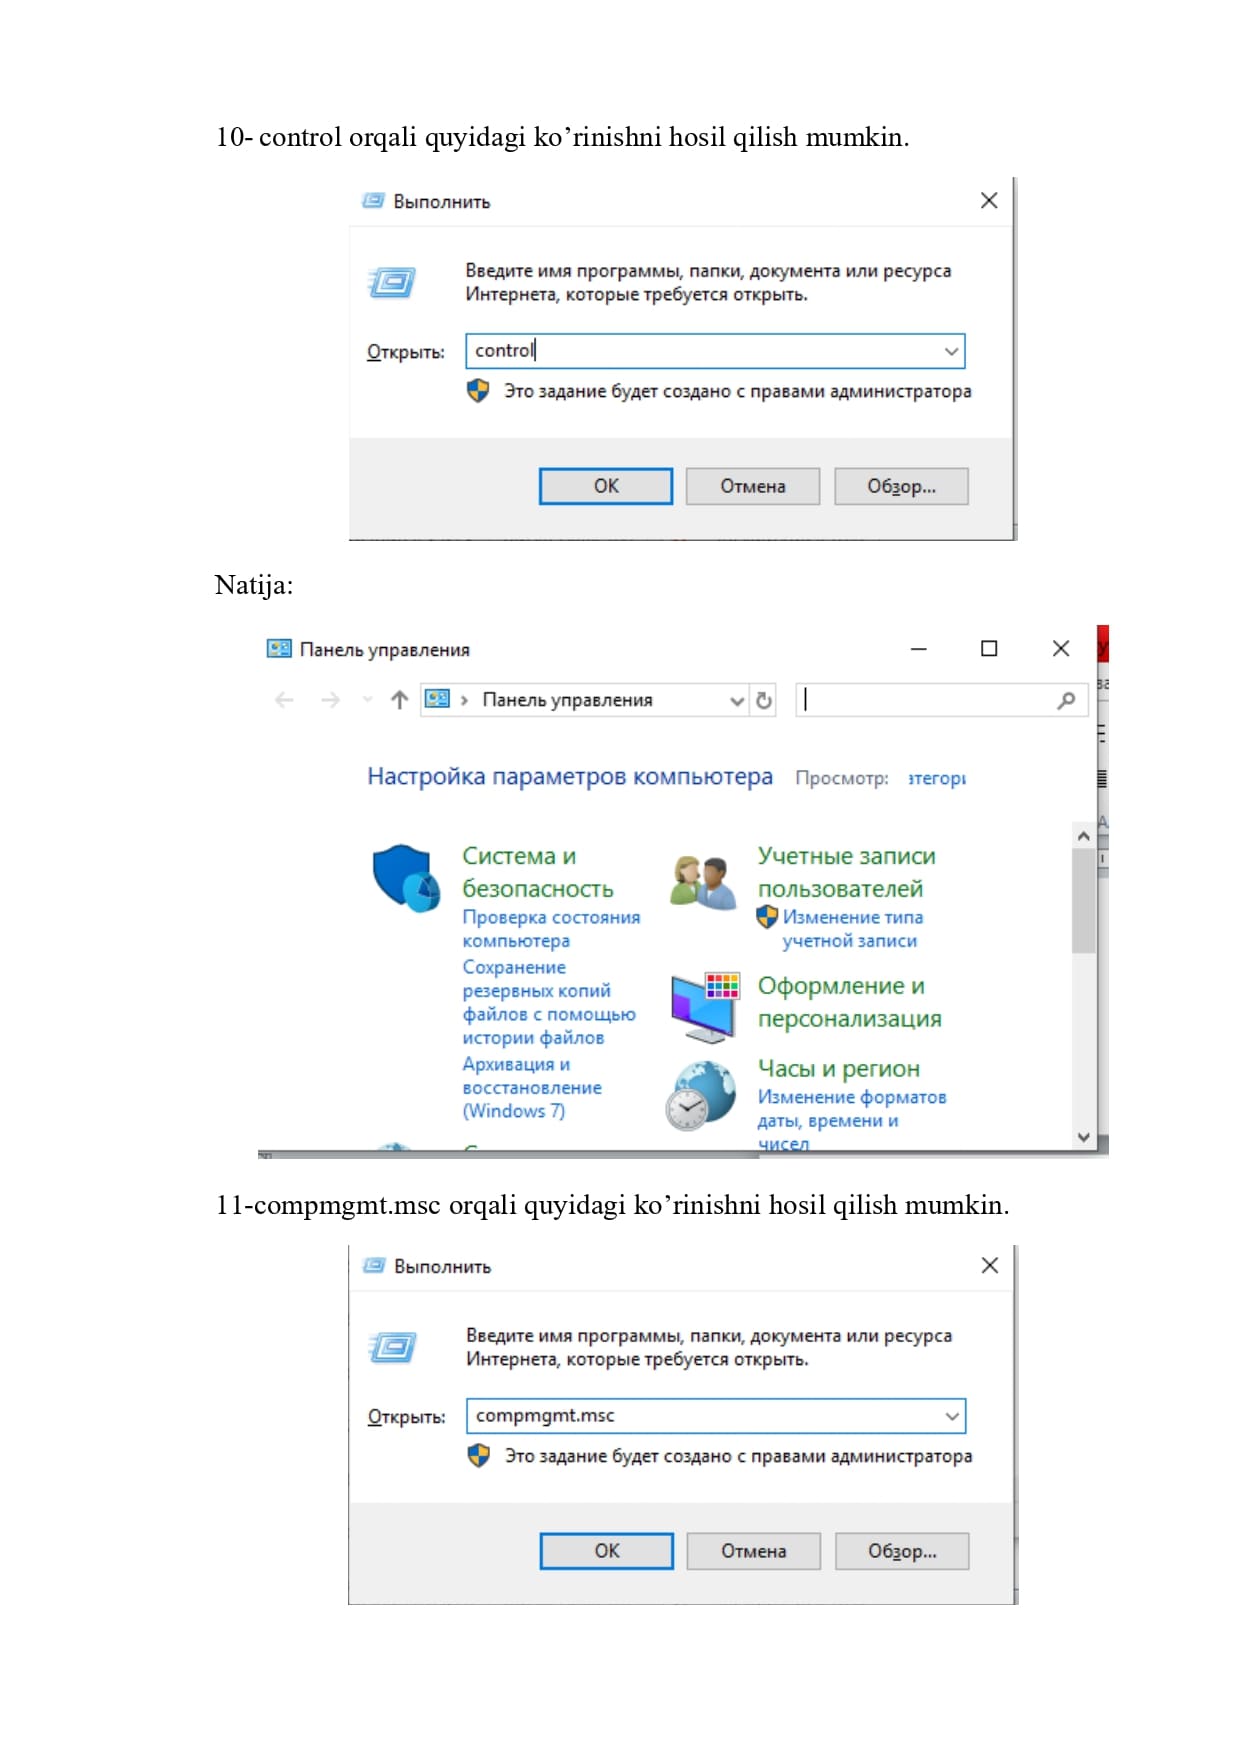 10- control orqali quyidagi ko’rinishni hosil qilish mumkin.
Выполнить
Введите имя программы, папки, документа или ресурса
Интернета, которые требуется открыть.
Открыть: control
Это задание будет создано с правами администратора
ОК Отмена Обзор...
Natija:
Панель управления
Панель управления
Настройка параметров компьютера Просмотр:
Система и
безопасность
Проверка состояния
компьютера
Сохранение
резервных копий
файлов с помощью
истории файлов
Архивация и
восстановление
(Windows 7)
Учетные записи
пользователей
Изменение типа
учетной записи
Оформление и
персонализация
Часы и регион
Изменение форматов
даты, времени и
чисел
11-compmgmt.msc orqali quyidagi ko’rinishni hosil qilish mumkin.
Выполнить
Введите имя программы, папки, документа или ресурса
Интернета, которые требуется открыть.
Открыть: compmgmt.msc
Это задание будет создано с правами администратора
ОК Отмена Обзор...